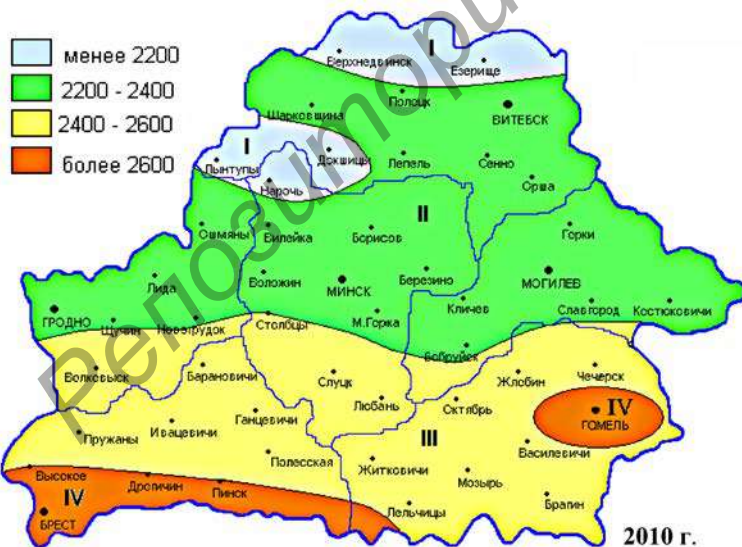 менее 2200
2200 - 2400
2400 - 2600
более 2600
Репозитори
I
Верхнедвинск
Езерище
Полоцк
Шарковщина
ВИТЕБСК
I
Лынтупы
Докшицы
Лепель
Сенно
Нарочь
Орша
II
Ошмяны
Вилейка
Борисов
Горки
Лида
Воложин
МИНСК
Березино
МОГИЛЕВ
ГРОДНО
Щучин
Новогрудок
Столбцы
М.Горка
Кличев
Славгород
Костюковичи
Бобруйск
Волковыск
Барановичи
Слуцк
Жлобин
Чечерск
Любань
Октябрь
IV
ГОМЕЛЬ
Ганцевичи
Ивацевичи
Пружаны
III
Василевичи
Полесская
Житковичи
Мозырь
Высокое
IV
Дрогичин
Пинск
Брагин
Лельчицы
БРЕСТ
2010 г.